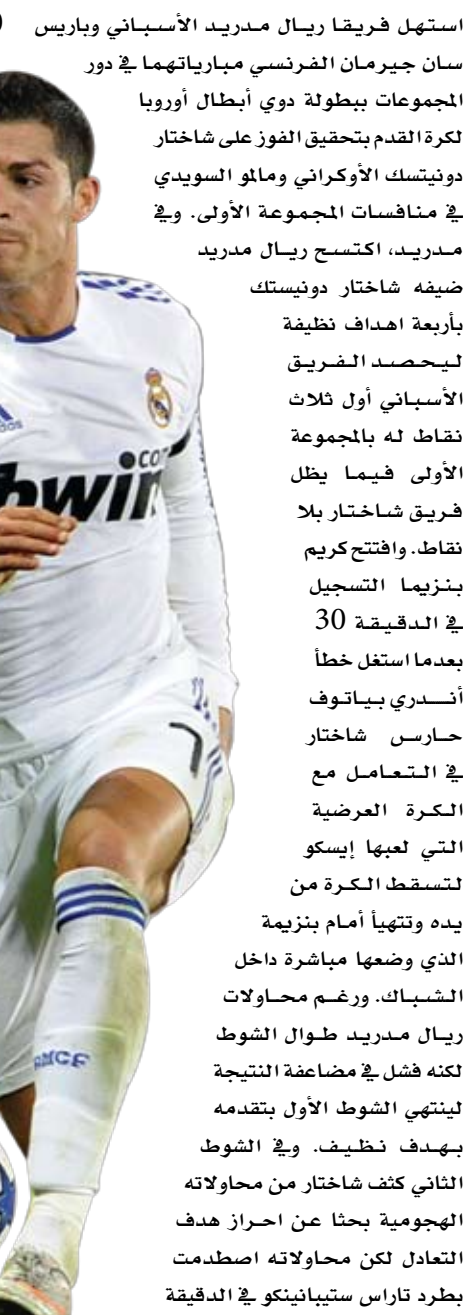 استهل فريقا ريال مدريد الأسباني وباريس
سان جيرمان الفرنسي مبارياتهما في دور
المجموعات ببطولة دوي أبطال أوروبا
لكرة القدم بتحقيق الفوز على شاختار
دونيتسك الأوكراني ومالمو السويدي
في منافسات المجموعة الأولى. وفي
مدريد، اكتسح ريال مدريد
ضيفه شاختار دونيستك
بأربعة اهداف نظيفة
ليحصد الفريق
الأسباني أول ثلاث
نقاط له بالمجموعة
الأولى فيما يظل
فريق شاختار بلا
نقاط. وافتتح كريم
بنزيما التسجيل
في الدقيقة 30
بعدما استغل خطأ
أندري بياتوف
حارس شاختار
في التعامل مع
الكرة العرضية
التي لعبها إيسكو
لتسقط الكرة من
يده وتتهيأ أمام بنزيمة
الذي وضعها مباشرة داخل
الشباك. ورغم محاولات
ريال مدريد طوال الشوط
لكنه فشل في مضاعفة النتيجة
لينتهي الشوط الأول بتقدمه
بهدف نظيف. وفي الشوط
الثاني كثف شاختار من محاولاته
الهجومية بحثا عن احراز هدف
التعادل لكن محاولاته اصطدمت
بطرد تاراس ستيبانينكو في الدقيقة
das
.com
bwin
7
RMCF